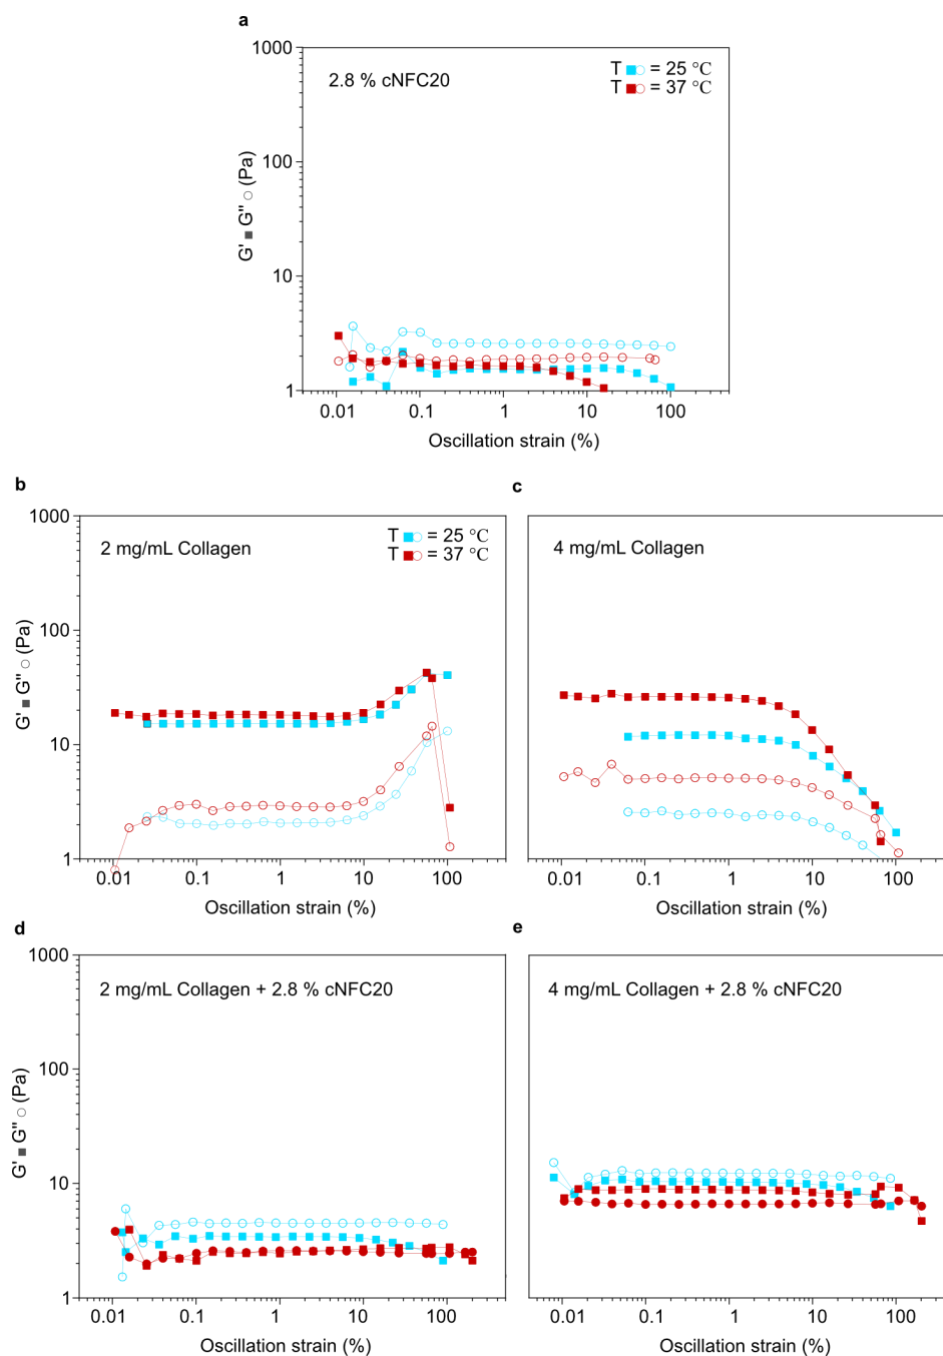 a
2.8 % cNFC20
T ■○ = 25 °C
T ■○ = 37 °C
1000
100
10
1
G' ■ G'' ○ (Pa)
0.01 0.1 1 10 100
Oscillation strain (%)
b
2 mg/mL Collagen
T ■○ = 25 °C
T ■○ = 37 °C
1000
100
10
1
G' ■ G'' ○ (Pa)
0.01 0.1 1 10 100
Oscillation strain (%)
c
4 mg/mL Collagen
0.01 0.1 1 10 100
Oscillation strain (%)
d
2 mg/mL Collagen + 2.8 % cNFC20
1000
100
10
1
G' ■ G'' ○ (Pa)
0.01 0.1 1 10 100
Oscillation strain (%)
e
4 mg/mL Collagen + 2.8 % cNFC20
0.01 0.1 1 10 100
Oscillation strain (%)